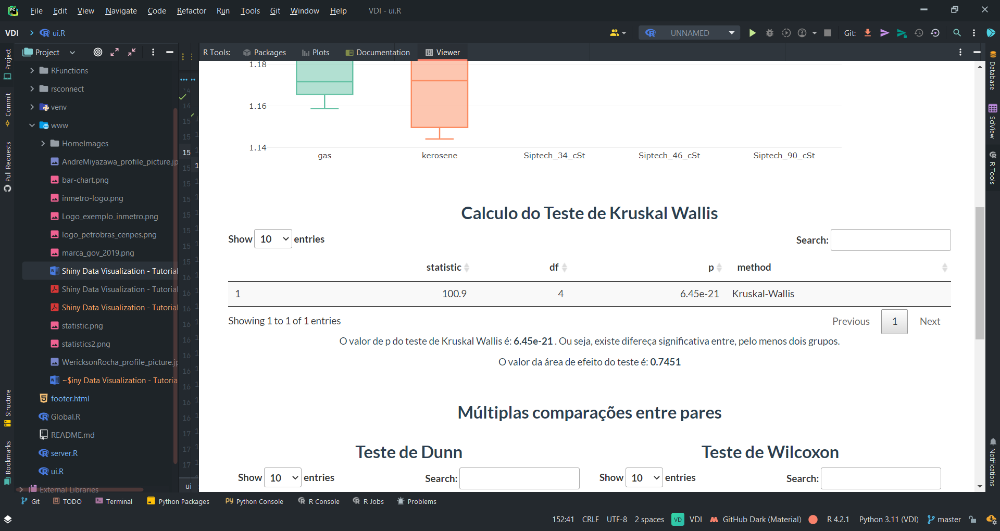 PC File Edit View Navigate Code Refactor Run Tools Git Window Help VDI - ui.R
VDI ui.R UNNAMED Git:
Project
R Tools: Packages Plots Documentation Viewer
Project
Commit
Pull Requests
Structure
Bookmarks
RFunctions
rsconnect
venv
www
HomeImages
AndreMiyazawa_profile_picture.jp
bar-chart.png
inmetro-logo.png
Logo_exemplo_inmetro.png
logo_petrobras_cenpes.png
marca_gov_2019.png
Shiny Data Visualization - Tutorial
Shiny Data Visualization - Tutorial
Shiny Data Visualization - Tutorial
statistic.png
statistics2.png
WericksonRocha_profile_picture.jp
~$iny Data Visualization - Tutoria
footer.html
Global.R
README.md
server.R
ui.R
External Libraries
ui
1.18
1.16
1.14
gas kerosene Siptech_34_cSt Siptech_46_cSt Siptech_90_cSt
Calculo do Teste de Kruskal Wallis
Show 10 entries Search:
statistic df p method
1 100.9 4 6.45e-21 Kruskal-Wallis
Showing 1 to 1 of 1 entries Previous 1 Next
O valor de p do teste de Kruskal Wallis é: 6.45e-21 . Ou seja, existe difereça significativa entre, pelo menos dois grupos.
O valor da área de efeito do teste é: 0.7451
Múltiplas comparações entre pares
Teste de Dunn Teste de Wilcoxon
Show 10 entries Search: Show 10 entries Search:
Database
SciView
R Tools
Notifications
Git TODO Terminal Python Packages Python Console R Console R Jobs Problems
152:41 CRLF UTF-8 2 spaces VD VDI GitHub Dark (Material) R 4.2.1 Python 3.11 (VDI) master